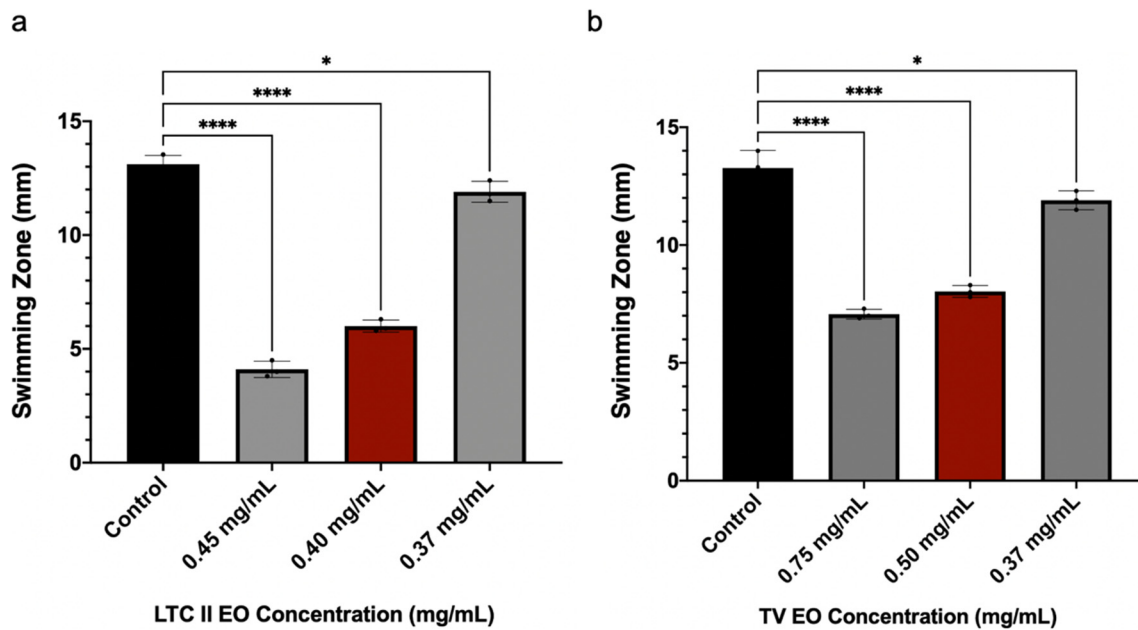 a
*
****
****
15
10
5
0
Swimming Zone (mm)
Control
0.45 mg/mL
0.40 mg/mL
0.37 mg/mL
LTC II EO Concentration (mg/mL)
b
*
****
****
15
10
5
0
Swimming Zone (mm)
Control
0.75 mg/mL
0.50 mg/mL
0.37 mg/mL
TV EO Concentration (mg/mL)